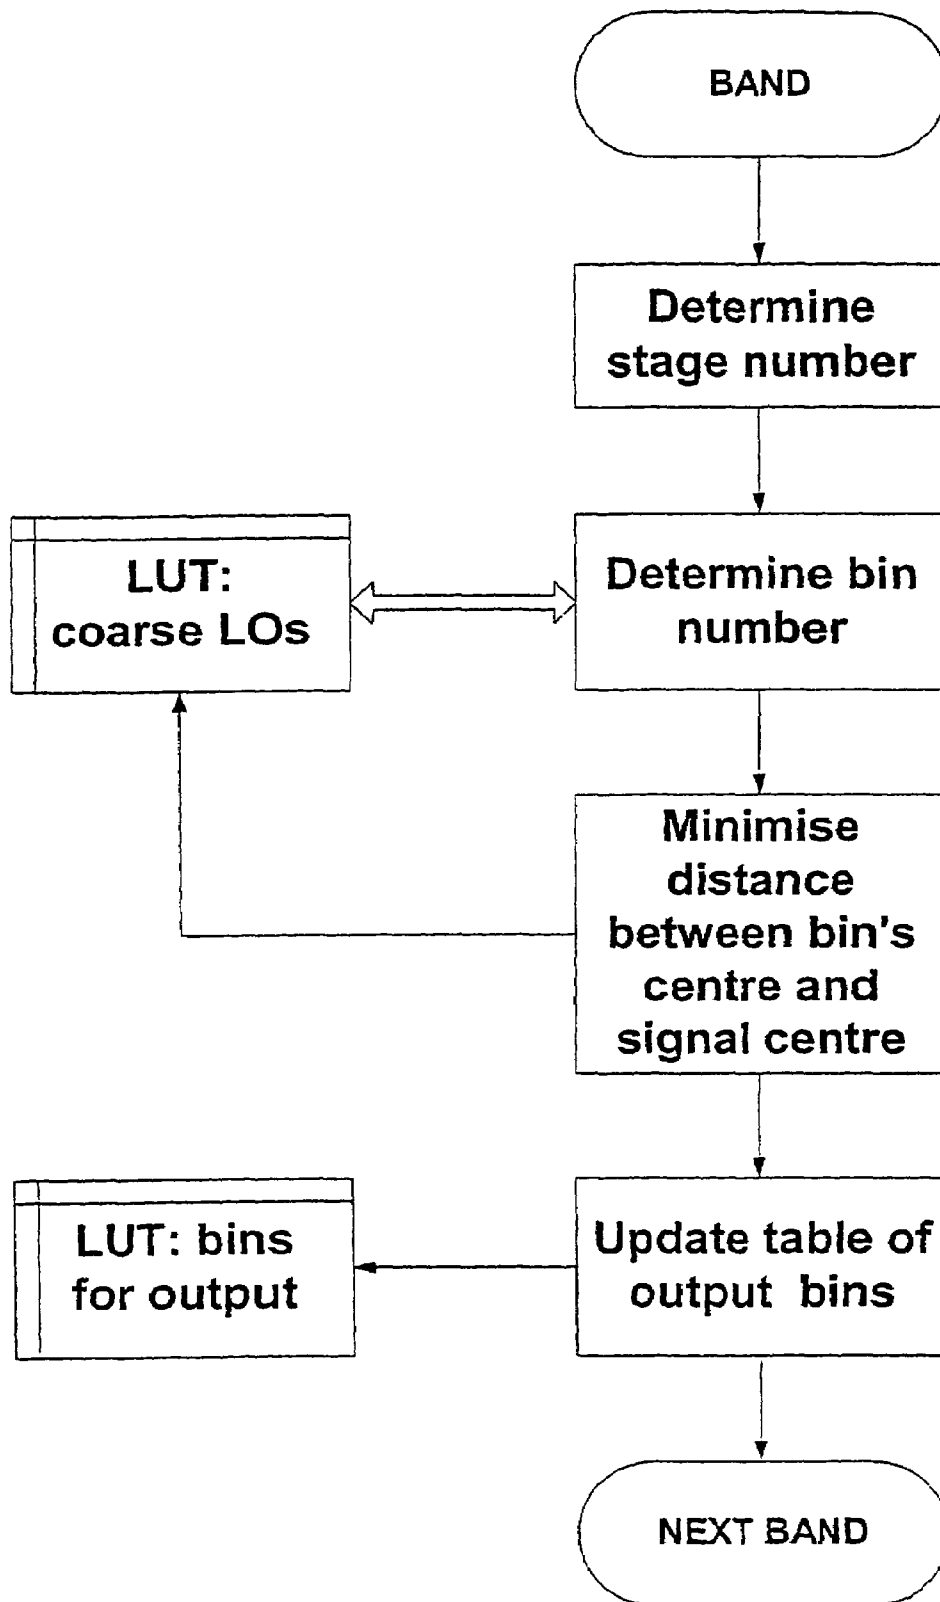 BAND
Determine
stage number
LUT:
coarse LOs
Determine bin
number
Minimise
distance
between bin's
centre and
signal centre
LUT: bins
for output
Update table of
output bins
NEXT BAND